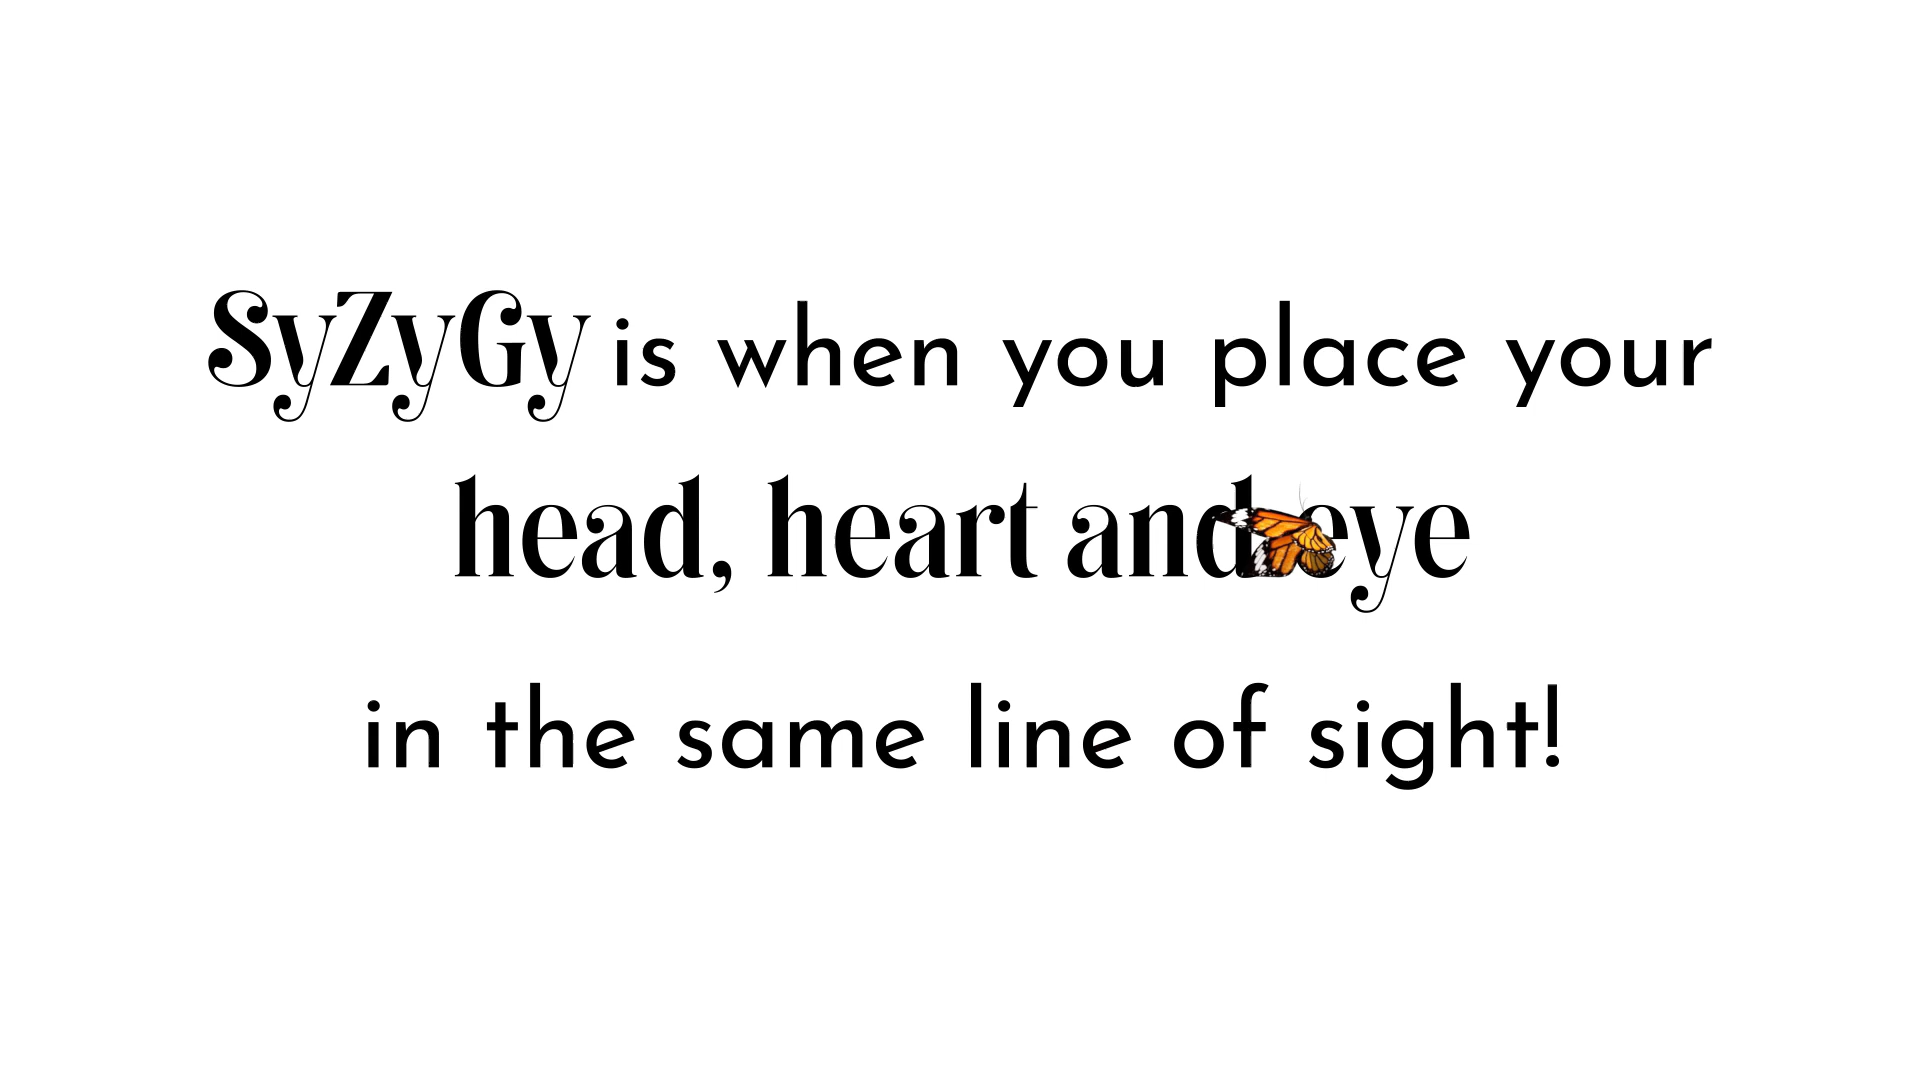 SyZyGy is when you place your
head, heart and eye
in the same line of sight!